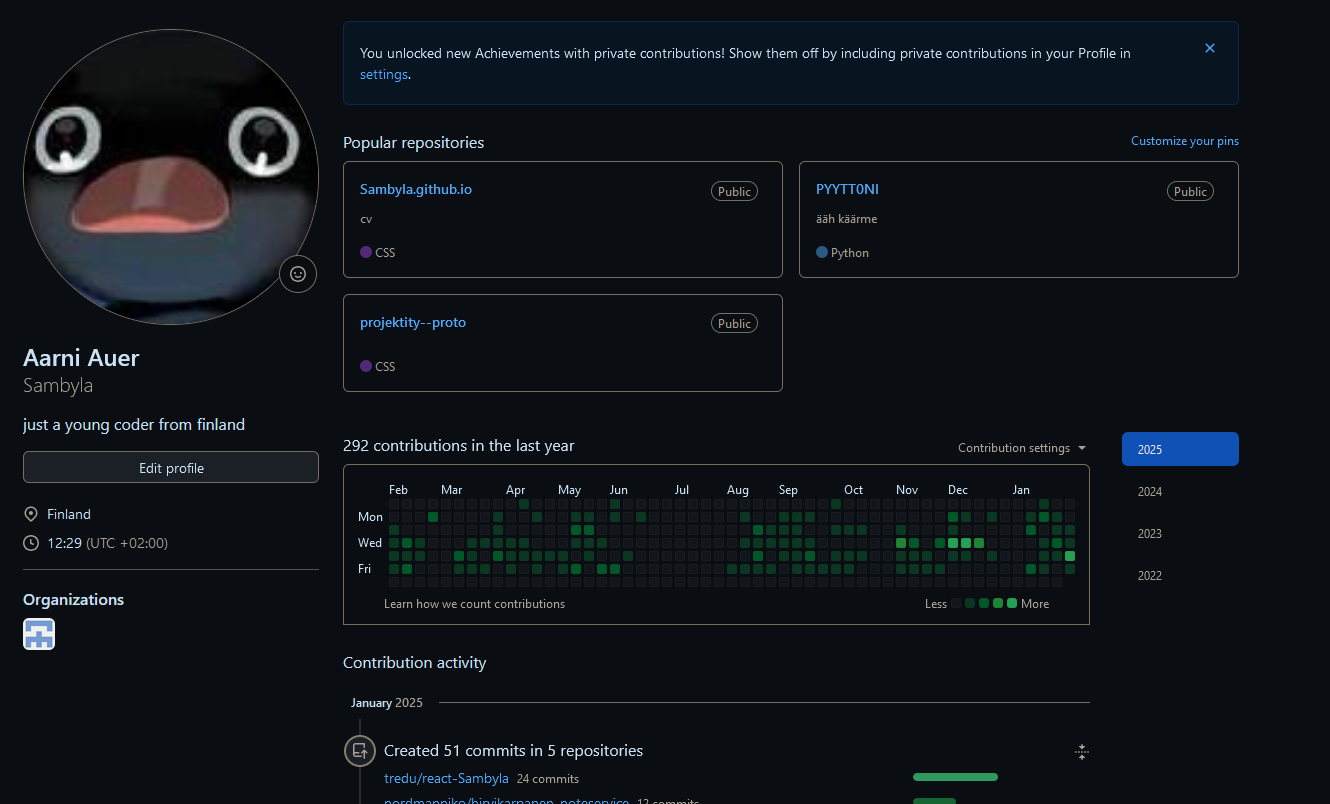 You unlocked new Achievements with private contributions! Show them off by including private contributions in your Profile in
settings.
Popular repositories
Customize your pins
Sambyla.github.io
Public
cv
CSS
PYYTT0NI
Public
ääh käärme
Python
projektity--proto
Public
CSS
Aarni Auer
Sambyla
just a young coder from finland
Edit profile
Finland
12:29 (UTC +02:00)
Organizations
292 contributions in the last year
Contribution settings
2025
2024
2023
2022
Feb Mar Apr May Jun Jul Aug Sep Oct Nov Dec Jan
Mon
Wed
Fri
Learn how we count contributions
Less
More
Contribution activity
January 2025
Created 51 commits in 5 repositories
tredu/react-Sambyla 24 commits
12 commits